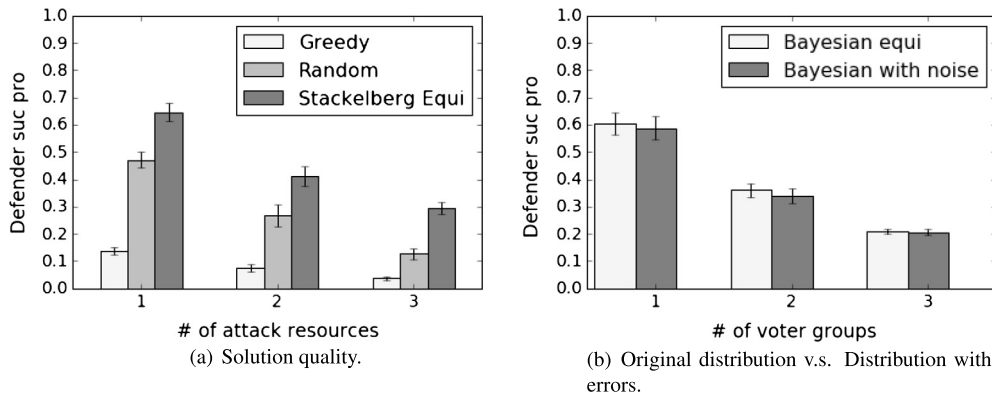 1.0
0.9
0.8
0.7
0.6
0.5
0.4
0.3
0.2
0.1
0.0
Defender suc pro
Greedy
Random
Stackelberg Equi
1 2 3
# of attack resources
(a) Solution quality.
1.0
0.9
0.8
0.7
0.6
0.5
0.4
0.3
0.2
0.1
0.0
Defender suc pro
Bayesian equi
Bayesian with noise
1 2 3
# of voter groups
(b) Original distribution v.s. Distribution with
errors.